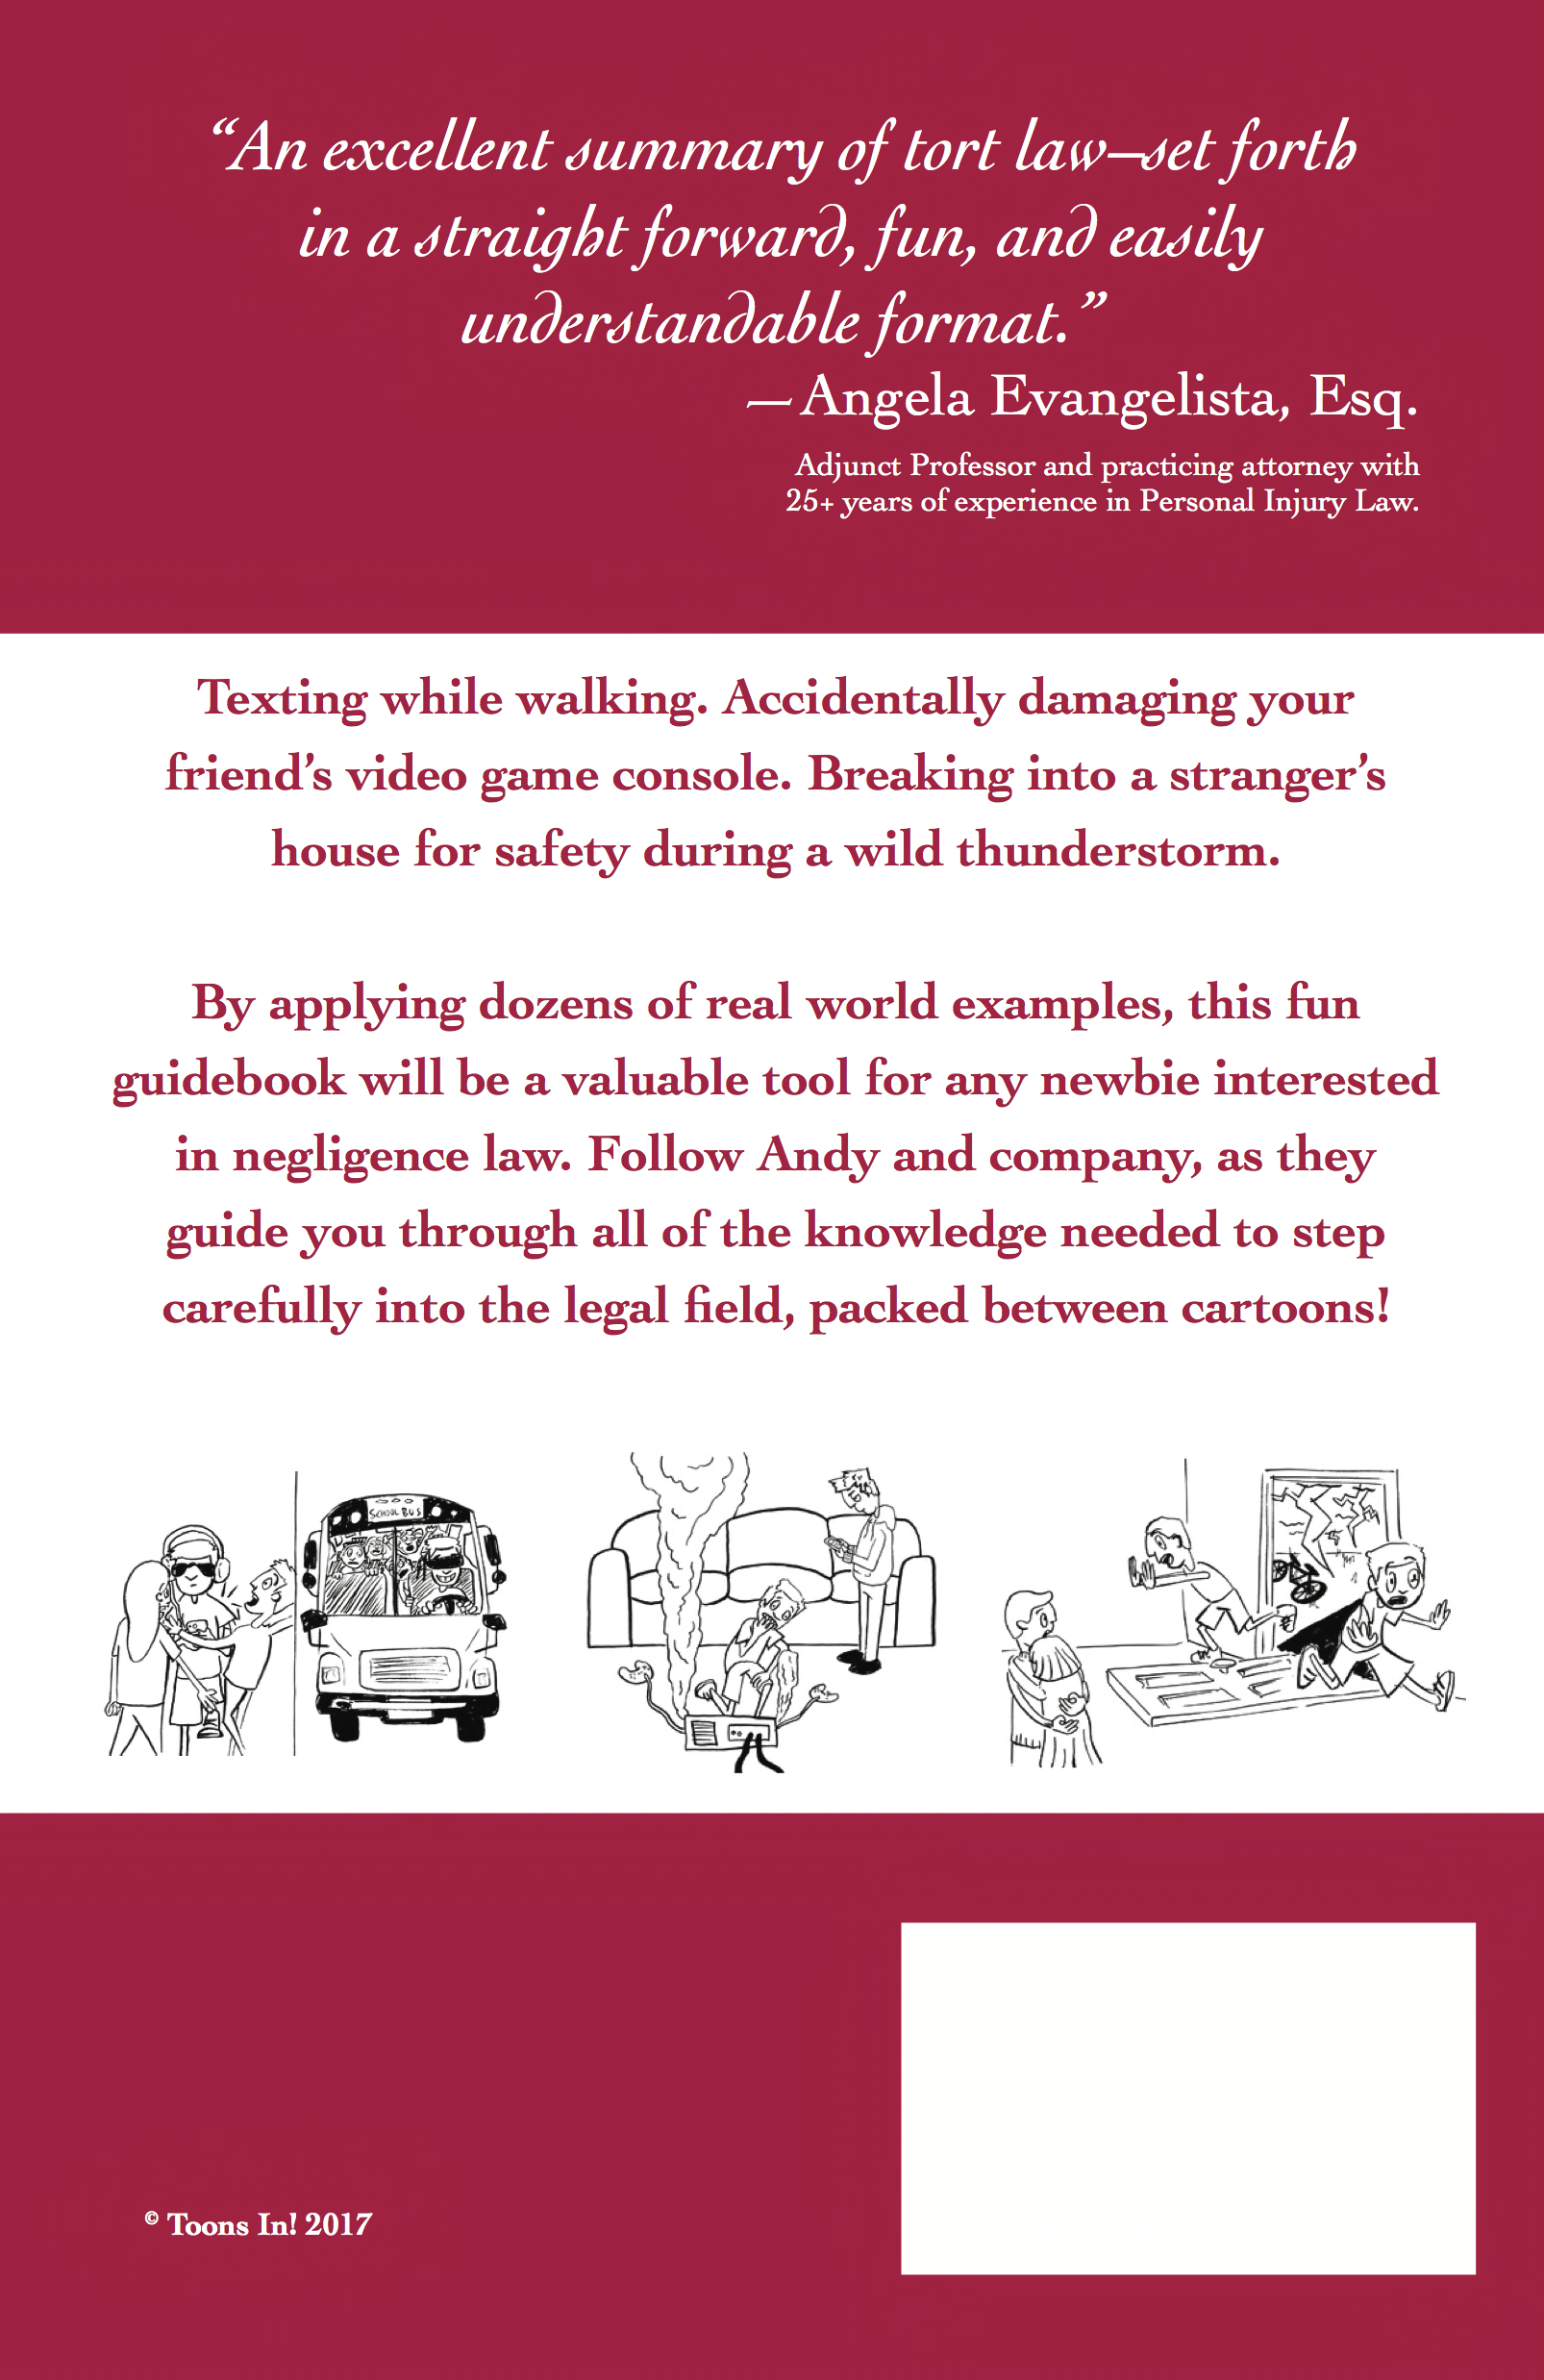 “An excellent summary of tort law—set forth
in a straight forward, fun, and easily
understandable format.”
—Angela Evangelista, Esq.
Adjunct Professor and practicing attorney with
25+ years of experience in Personal Injury Law.
Texting while walking. Accidentally damaging your
friend’s video game console. Breaking into a stranger’s
house for safety during a wild thunderstorm.
By applying dozens of real world examples, this fun
guidebook will be a valuable tool for any newbie interested
in negligence law. Follow Andy and company, as they
guide you through all of the knowledge needed to step
carefully into the legal field, packed between cartoons!
SCHOOL BUS
© Toons In! 2017